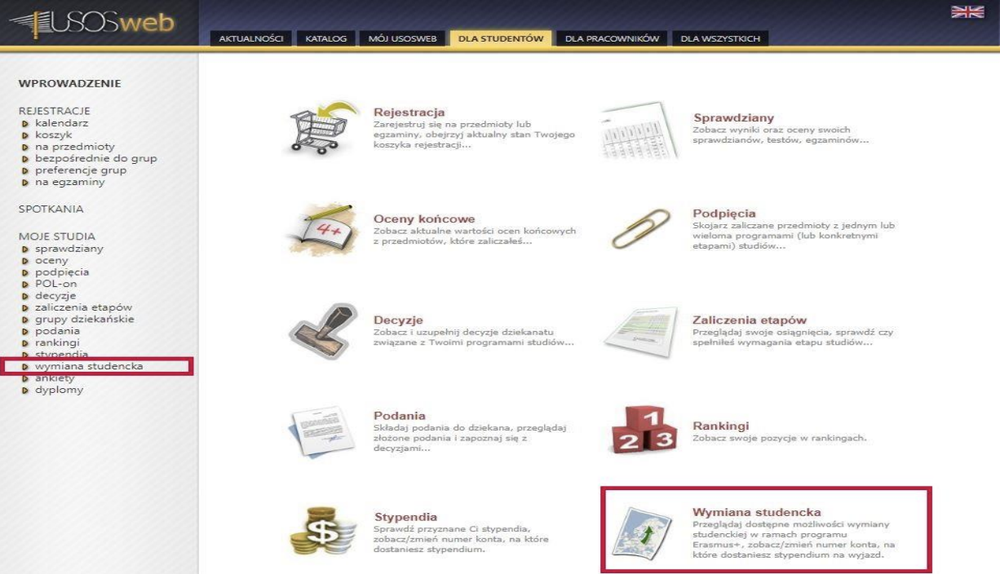 USOSweb
AKTUALNOŚCI KATALOG MÓJ USOSWEB DLA STUDENTÓW DLA PRACOWNIKÓW DLA WSZYSTKICH
WPROWADZENIE
REJESTRACJE
kalendarz
koszyk
na przedmioty
bezpośrednie do grup
preferencje grup
na egzaminy
SPOTKANIA
MOJE STUDIA
sprawdziany
oceny
podpięcia
POL-on
decyzje
zaliczenia etapów
grupy dziekańskie
podania
rankingi
stypendia
wymiana studencka
ankiety
dyplomy
Rejestracja
Zarejestruj się na przedmioty lub
egzaminy, obejrzyj aktualny stan Twojego
koszyka rejestracji...
Sprawdziany
Zobacz wyniki oraz oceny swoich
sprawdzianów, testów, egzaminów...
4+
Oceny końcowe
Zobacz aktualne wartości ocen końcowych
z przedmiotów, które zaliczałeś...
Podpięcia
Skojarz zaliczane przedmioty z jednym lub
wieloma programami (lub konkretnymi
etapami) studiów...
Decyzje
Zobacz i uzupełnij decyzje dziekanatu
związane z Twoimi programami studiów...
Zaliczenia etapów
Przeglądaj swoje osiągnięcia, sprawdź czy
spełniłeś wymagania etapu studiów...
Podania
Składaj podania do dziekana, przeglądaj
złożone podania i zapoznaj się z
decyzjami...
1
2 3
Rankingi
Zobacz swoje pozycje w rankingach.
$
Stypendia
Sprawdź przyznane Ci stypendia,
zobacz/zmień numer konta, na które
dostaniesz stypendium.
Wymiana studencka
Przeglądaj dostępne możliwości wymiany
studenckiej w ramach programu
Erasmus+, zobacz/zmień numer konta, na
które dostaniesz stypendium na wyjazd.